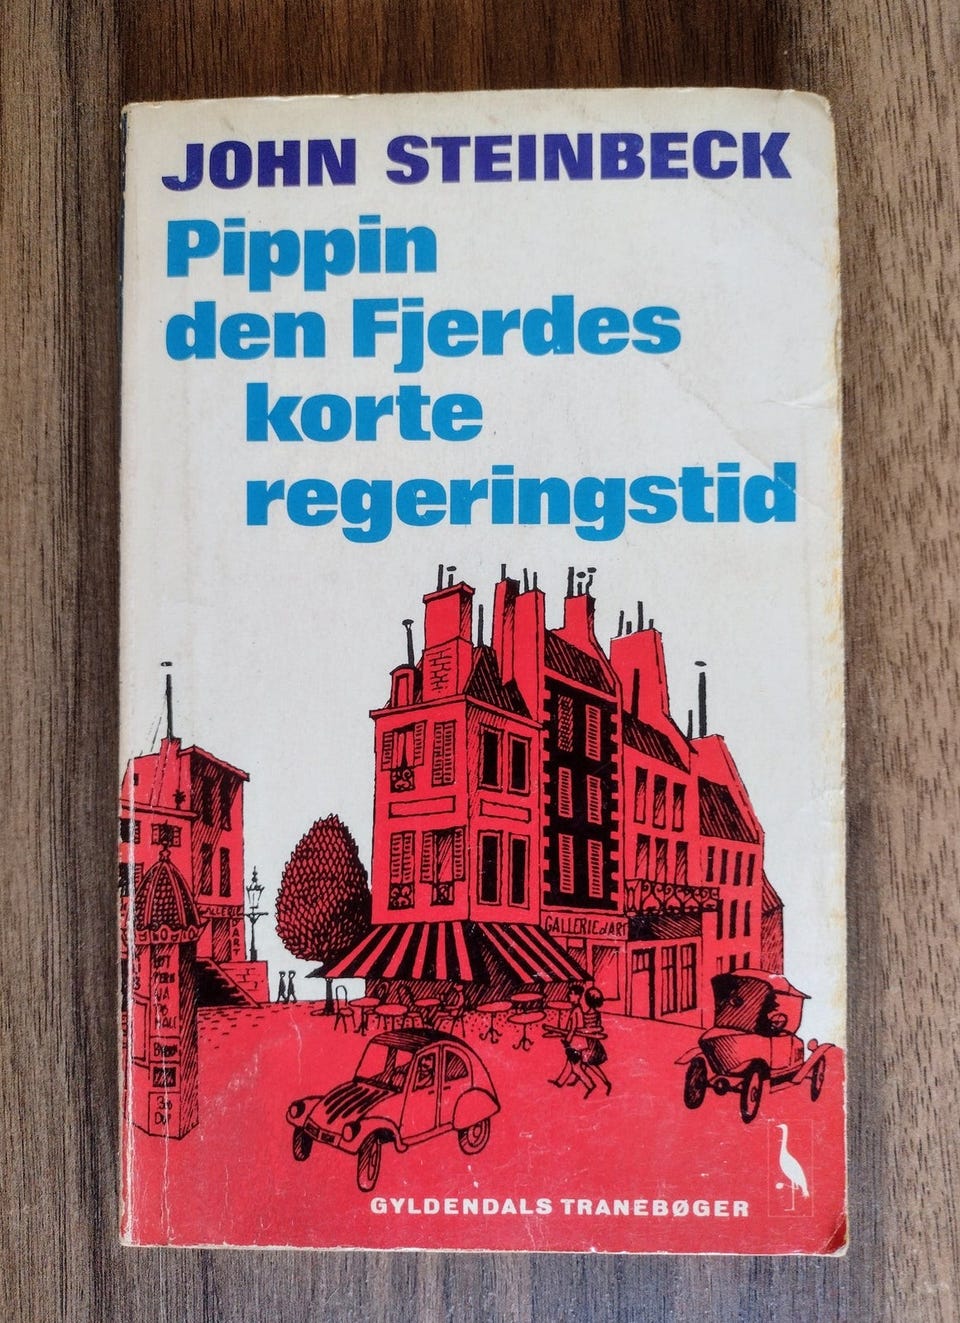 JOHN STEINBECK
Pippin
den Fjerdes
korte
regeringstid
GALLERIE
D'ART
GALLERIE d'ART
GYLDENDALS TRANEBØGER